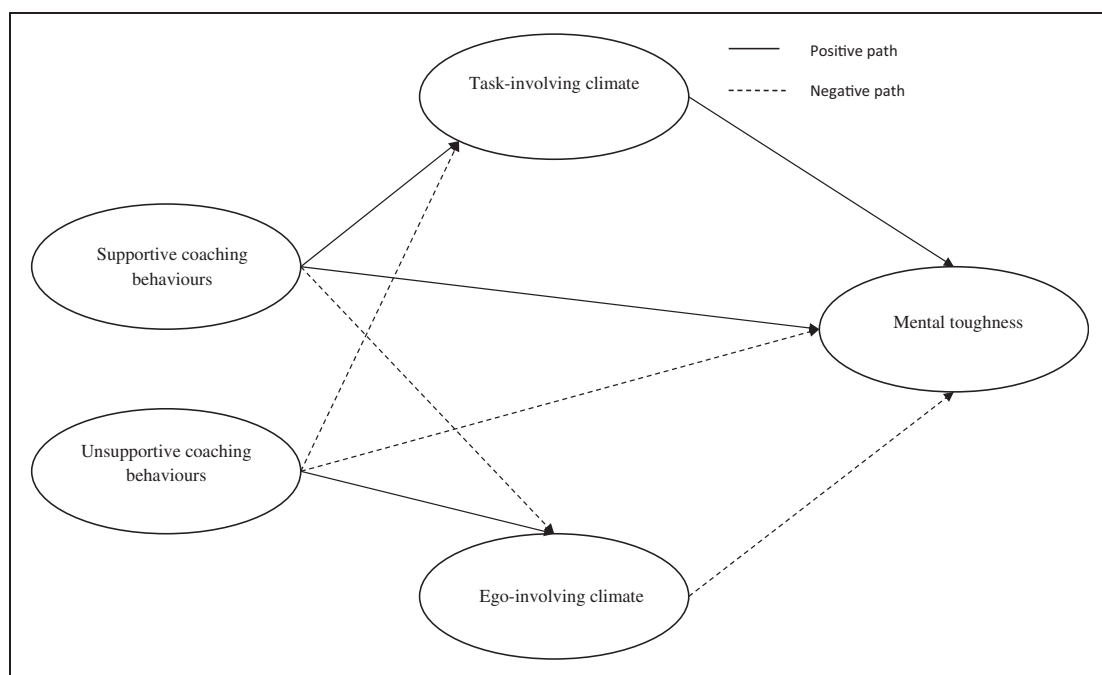 Task-involving climate
Positive path
Negative path
Supportive coaching
behaviours
Mental toughness
Unsupportive coaching
behaviours
Ego-involving climate